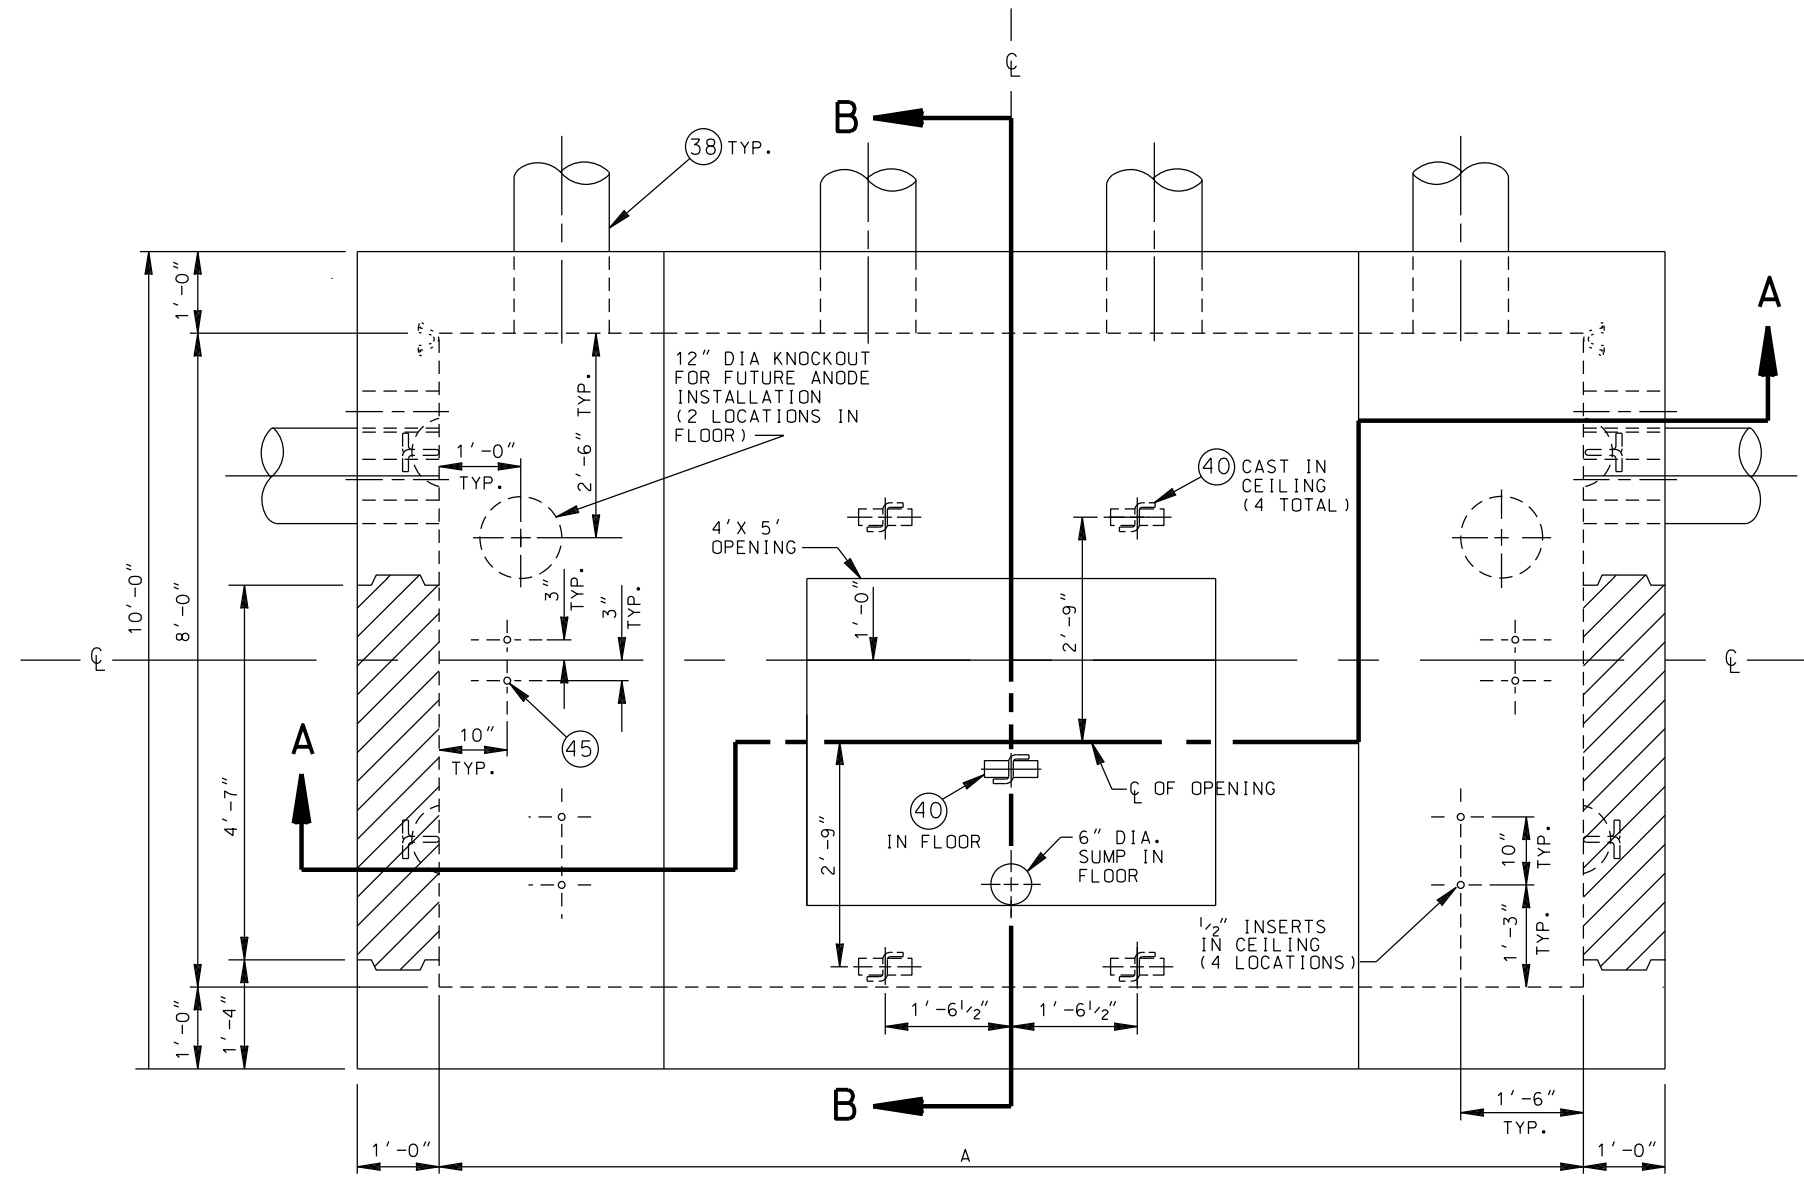 ℄
B
38 TYP.
1'-0"
A
12" DIA KNOCKOUT
FOR FUTURE ANODE
INSTALLATION
(2 LOCATIONS IN
FLOOR)
2'-6" TYP.
1'-0"
TYP.
40 CAST IN
CEILING
(4 TOTAL)
4'X 5'
OPENING
10'-0"
8'-0"
3"
TYP.
3"
TYP.
1'-0"
2'-9"
℄
℄
A
10"
TYP.
45
4'-7"
℄ OF OPENING
40
IN FLOOR
2'-9"
6" DIA.
SUMP IN
FLOOR
10"
TYP.
1'-3"
TYP.
1/2" INSERTS
IN CEILING
(4 LOCATIONS)
1'-0"
1'-4"
1'-6 1/2"
1'-6 1/2"
B
1'-6"
TYP.
1'-0"
A
1'-0"